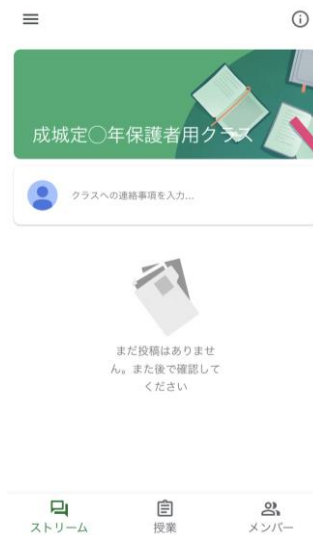 成城定〇年保護者用クラス
クラスへの連絡事項を入力...
まだ投稿はありませ
ん。また後で確認して
ください
ストリーム
授業
メンバー